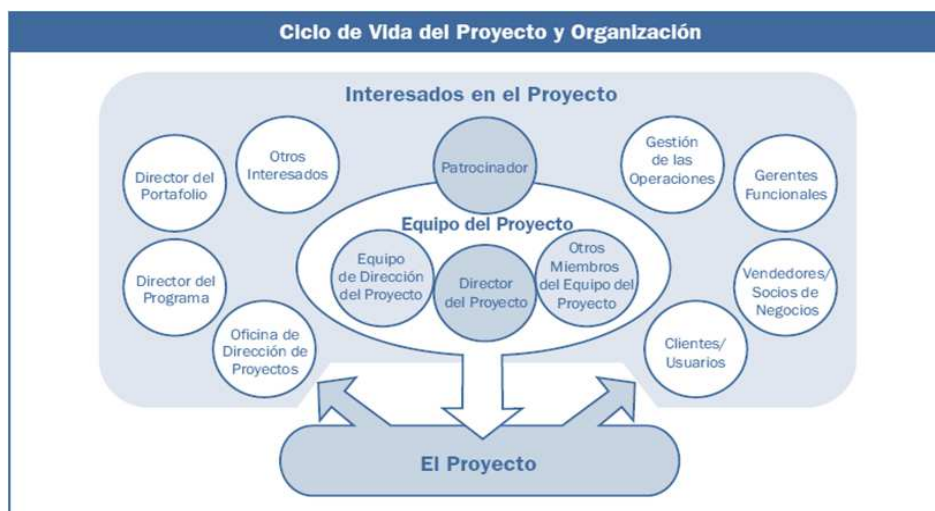 Ciclo de Vida del Proyecto y Organización
Interesados en el Proyecto
Director del
Portafolio
Otros
Interesados
Patrocinador
Gestión
de las
Operaciones
Gerentes
Funcionales
Equipo del Proyecto
Director del
Programa
Equipo
de Dirección
del Proyecto
Director
del Proyecto
Otros
Miembros
del Equipo del
Proyecto
Vendedores/
Socios de
Negocios
Oficina de
Dirección de
Proyectos
Clientes/
Usuarios
El Proyecto